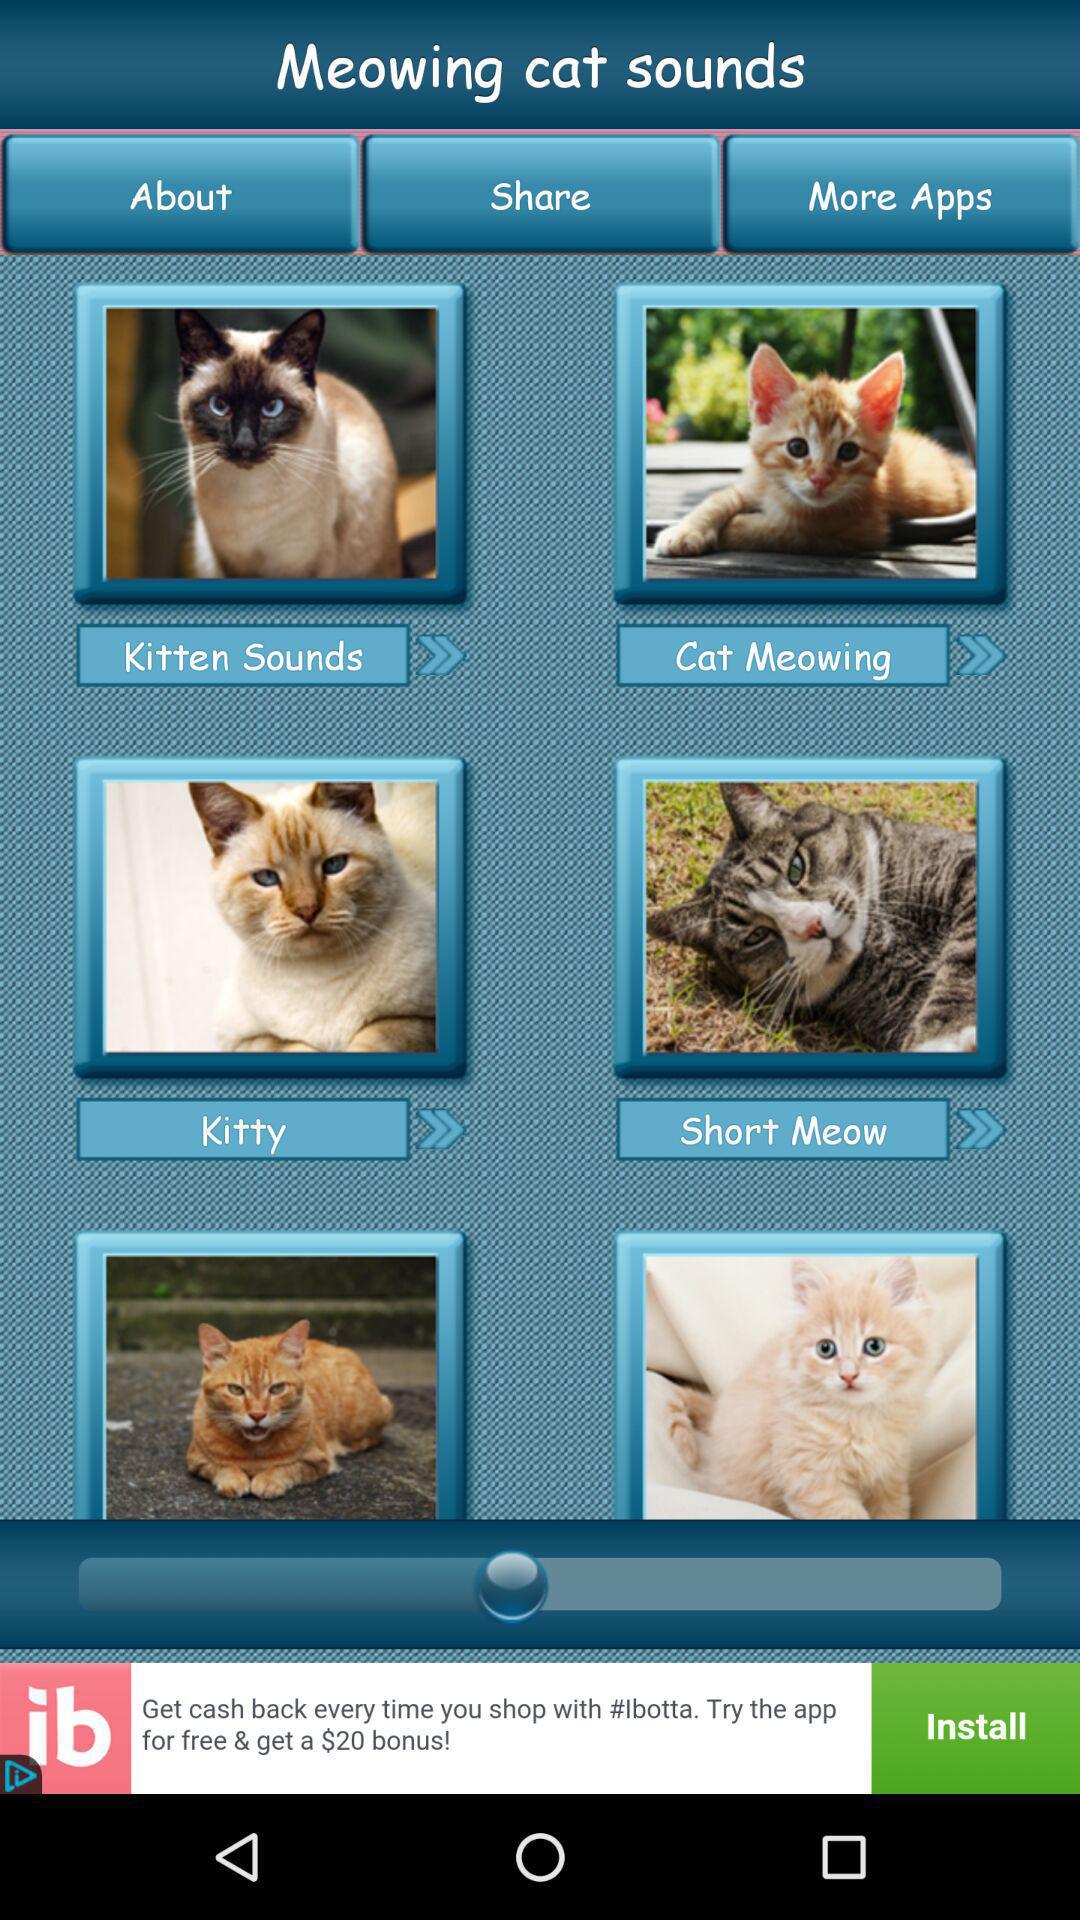 Meowing cat sounds
About
Share
More Apps
Kitten Sounds
Cat Meowing
Kitty
Short Meow
ib
Get cash back every time you shop with #Ibotta. Try the app
for free & get a $20 bonus!
Install